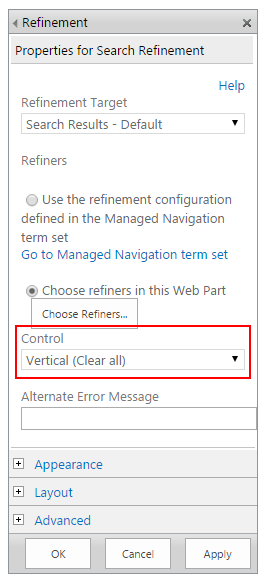 Refinement
Properties for Search Refinement
Help
Refinement Target
Search Results - Default
Refiners
Use the refinement configuration
defined in the Managed Navigation
term set
Go to Managed Navigation term set
Choose refiners in this Web Part
Choose Refiners...
Control
Vertical (Clear all)
Alternate Error Message
Appearance
Layout
Advanced
OK
Cancel
Apply